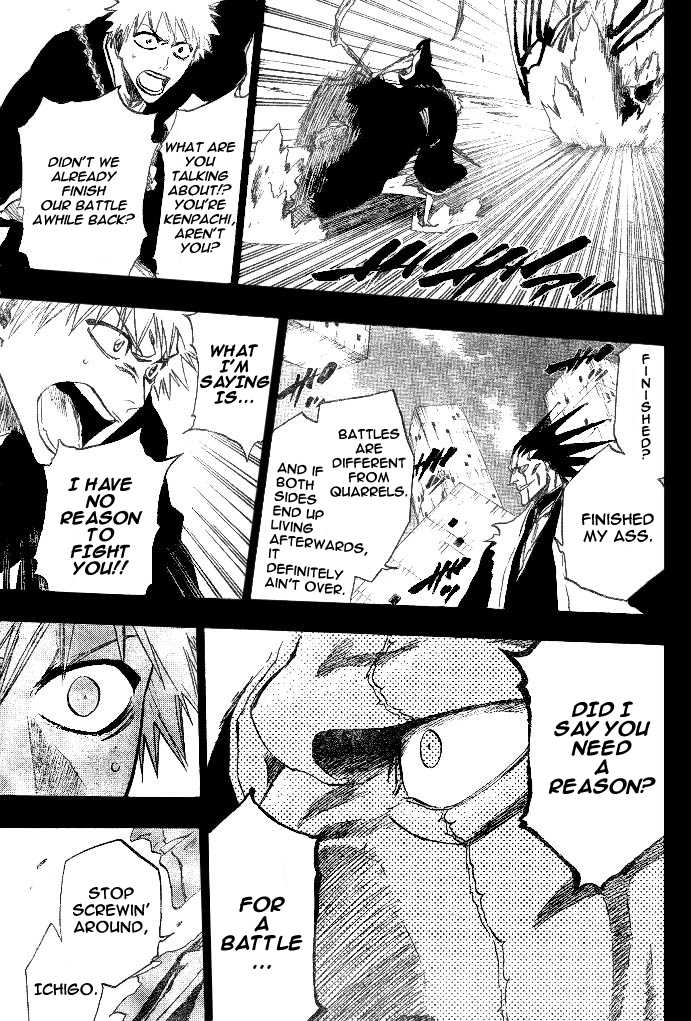 WHAT ARE
YOU
TALKING
ABOUT!?
YOU'RE
KENPACHI,
AREN'T
YOU?
DIDN'T WE
ALREADY
FINISH
OUR BATTLE
AWHILE BACK?
FINISHED?
FINISHED
MY ASS.
BATTLES
ARE
DIFFERENT
FROM
QUARRELS.
AND IF
BOTH
SIDES
END UP
LIVING
AFTERWARDS,
IT
DEFINITELY
AIN'T OVER.
WHAT
I'M
SAYING
IS...
I HAVE
NO
REASON
TO
FIGHT
YOU!!
DID I
SAY YOU
NEED
A
REASON?
FOR
A
BATTLE
...
STOP
SCREWIN'
AROUND,
ICHIGO.